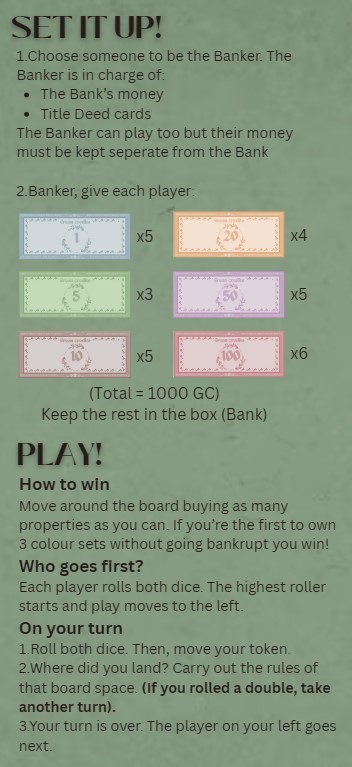 SET IT UP!
1.Choose someone to be the Banker. The
Banker is in charge of:
• The Bank's money
• Title Deed cards
The Banker can play too but their money
must be kept seperate from the Bank
2.Banker, give each player:
1 x5 20 x4
5 x3 50 x5
10 x5 100 x6
(Total = 1000 GC)
Keep the rest in the box (Bank)
PLAY!
How to win
Move around the board buying as many
properties as you can. If you're the first to own
3 colour sets without going bankrupt you win!
Who goes first?
Each player rolls both dice. The highest roller
starts and play moves to the left.
On your turn
1.Roll both dice. Then, move your token.
2.Where did you land? Carry out the rules of
that board space. (If you rolled a double, take
another turn).
3.Your turn is over. The player on your left goes
next.